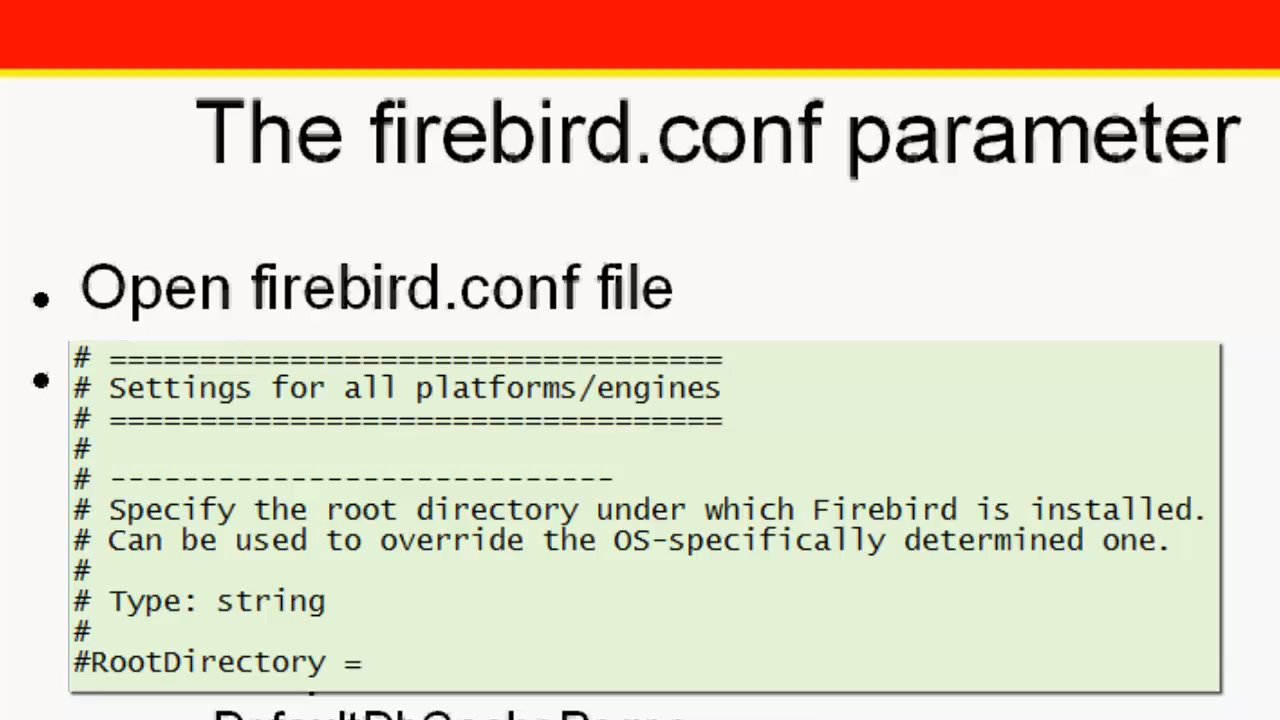 The firebird.conf parameter
• Open firebird.conf file
•
# ==================================
# Settings for all platforms/engines
# ==================================
#
# ----------------------------
# Specify the root directory under which Firebird is installed.
# Can be used to override the OS-specifically determined one.
#
# Type: string
#
#RootDirectory =